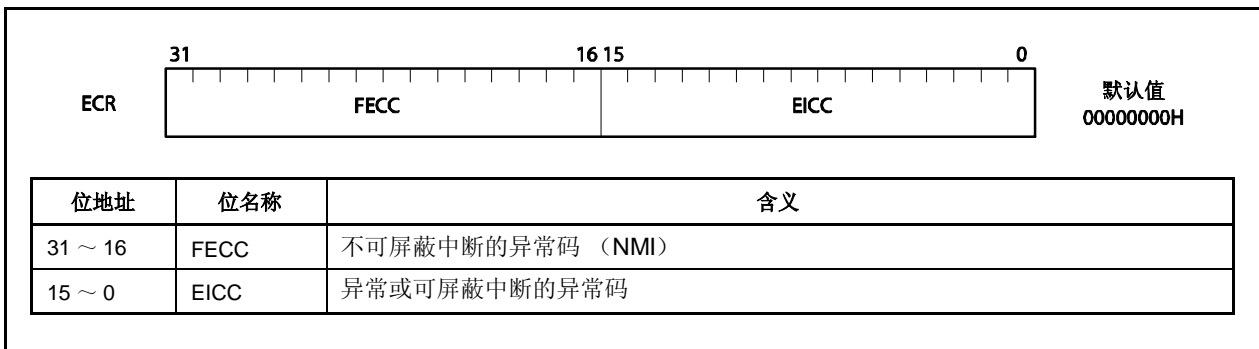 31 16 15 0
ECR FECC EICC 默认值
00000000H
位地址 位名称 含义
31 ～ 16 FECC 不可屏蔽中断的异常码 （NMI）
15 ～ 0 EICC 异常或可屏蔽中断的异常码